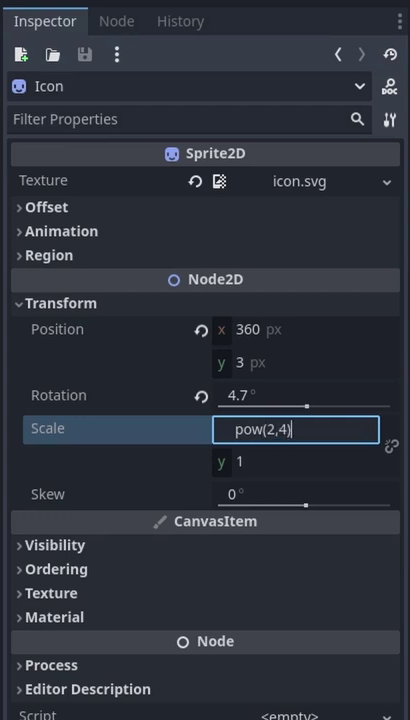 Inspector Node History
Icon
DOC
Filter Properties
Sprite2D
Texture icon.svg
Offset
Animation
Region
Node2D
Transform
Position x 360 px
y 3 px
Rotation 4.7 °
Scale pow(2,4)
y 1
Skew 0 °
CanvasItem
Visibility
Ordering
Texture
Material
Node
Process
Editor Description
Script <empty>